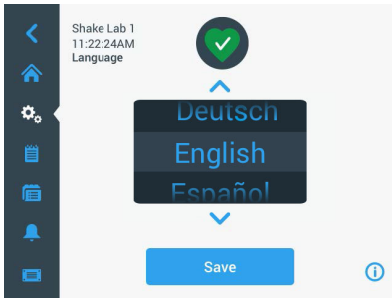 Shake Lab 1
11:22:24AM
Language
Deutsch
English
Español
Save